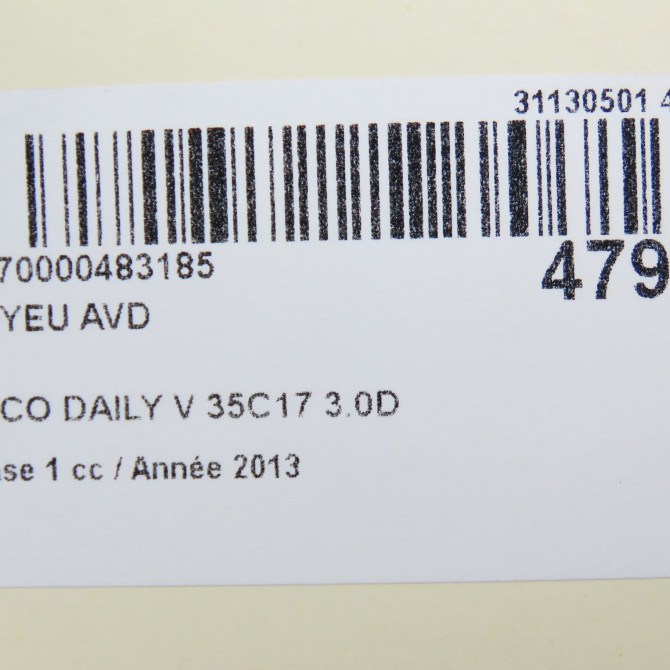 31130501 4
70000483185
479
YEU AVD
CO DAILY V 35C17 3.0D
se 1 cc / Année 2013